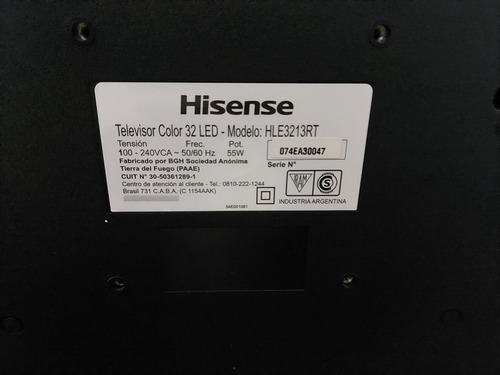 Hisense
Televisor Color 32 LED - Modelo: HLE3213RT
Tensión Frec. Pot.
100 - 240VCA ~ 50/60 Hz 55W
074EA30047
Fabricado por BGH Sociedad Anónima
Serie N°
Tierra del Fuego (PAAE)
CUIT N° 30-50361289-1
Centro de atención al cliente - Tel.: 0810-222-1244
Brasil 731 C.A.B.A. (C 1154AAK)
S
INDUSTRIA ARGENTINA